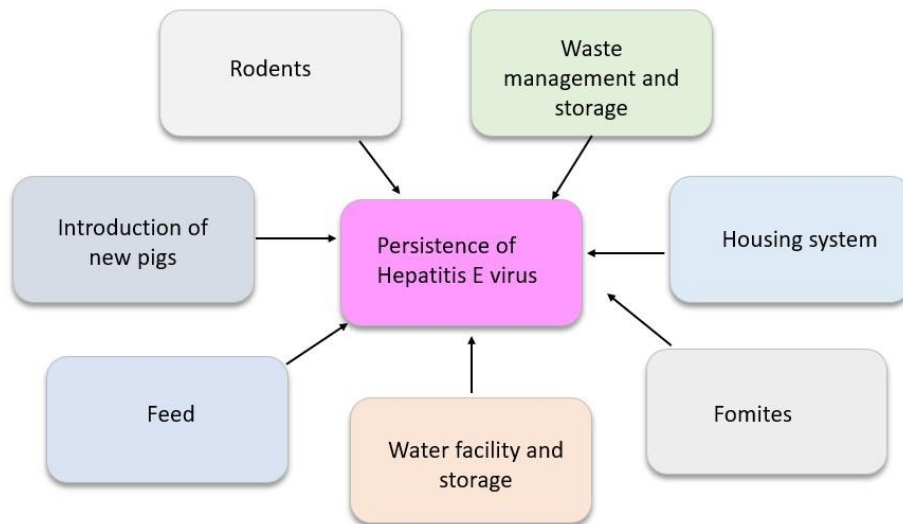 Rodents
Waste
management and
storage
Introduction of
new pigs
Persistence of
Hepatitis E virus
Housing system
Feed
Water facility and
storage
Fomites